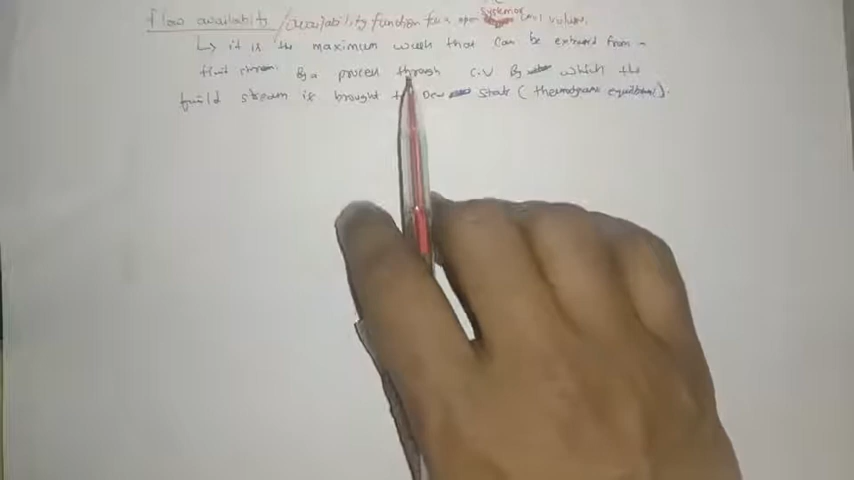 flow availability / availability function for a open system or control volume.
↳ it is the maximum work that can be extracted from a
fluid stream By a process through C.V By which the
fuild stream is brought to Dead state (thermodynamic equilibrium).